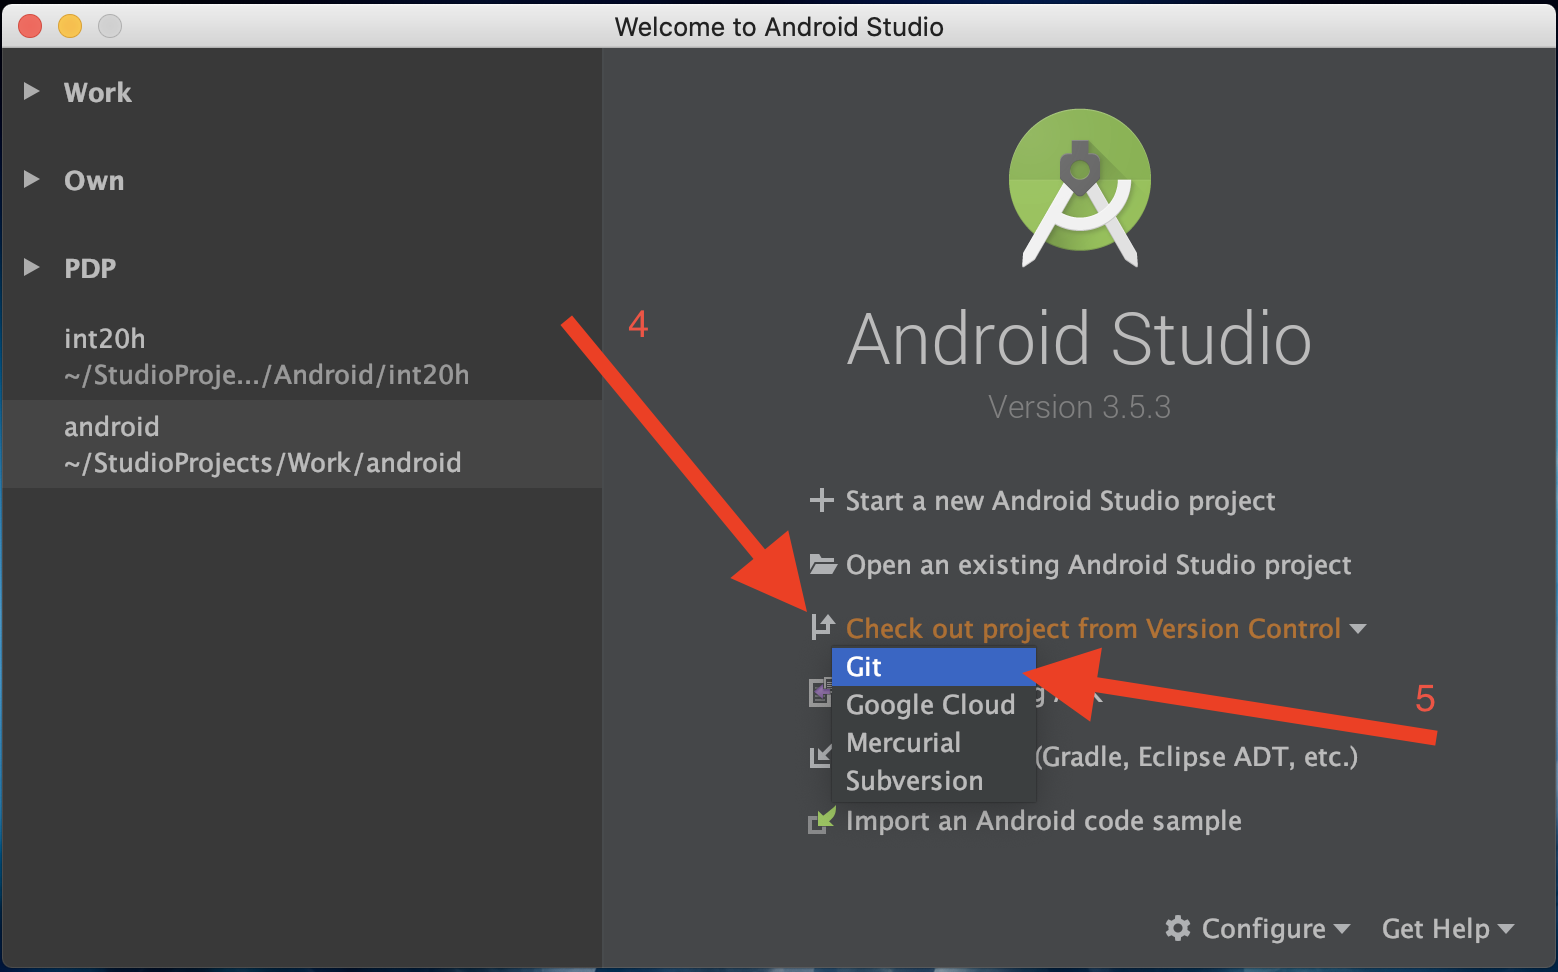 Welcome to Android Studio
Work
Own
PDP
int20h
~/StudioProje.../Android/int20h
android
~/StudioProjects/Work/android
4
Android Studio
Version 3.5.3
Start a new Android Studio project
Open an existing Android Studio project
Check out project from Version Control
Git
Google Cloud
Mercurial
Subversion
5
(Gradle, Eclipse ADT, etc.)
Import an Android code sample
Configure
Get Help